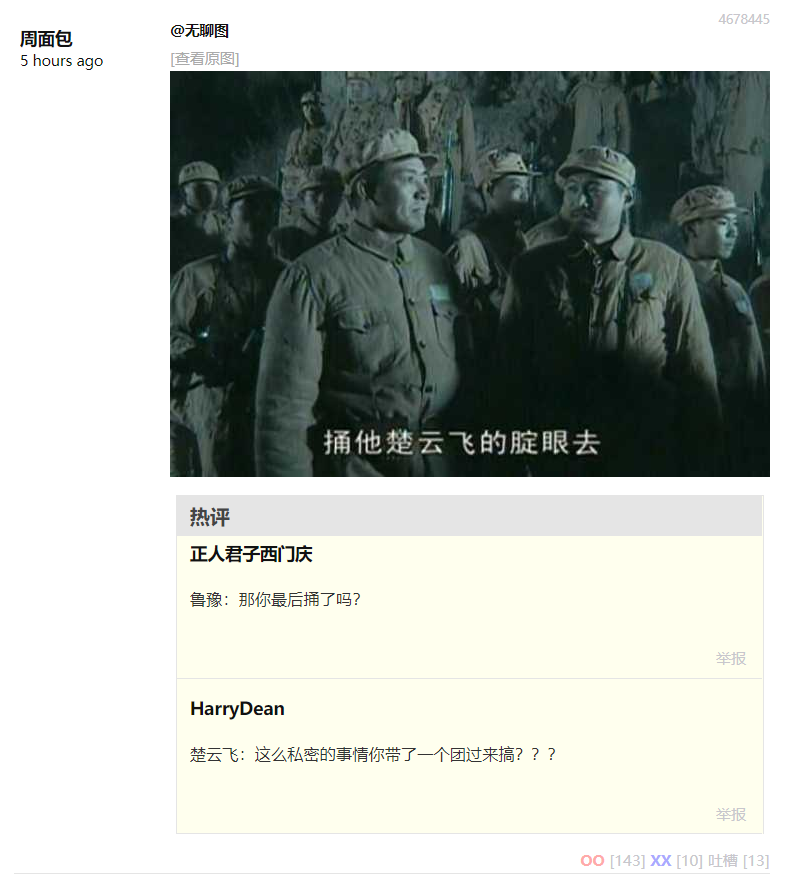 4678445
周面包
5 hours ago
@无聊图
[查看原图]
捅他楚云飞的腚眼去
热评
正人君子西门庆
鲁豫：那你最后捅了吗？
举报
HarryDean
楚云飞：这么私密的事情你带了一个团过来搞？？？
举报
OO [143] XX [10] 吐槽 [13]